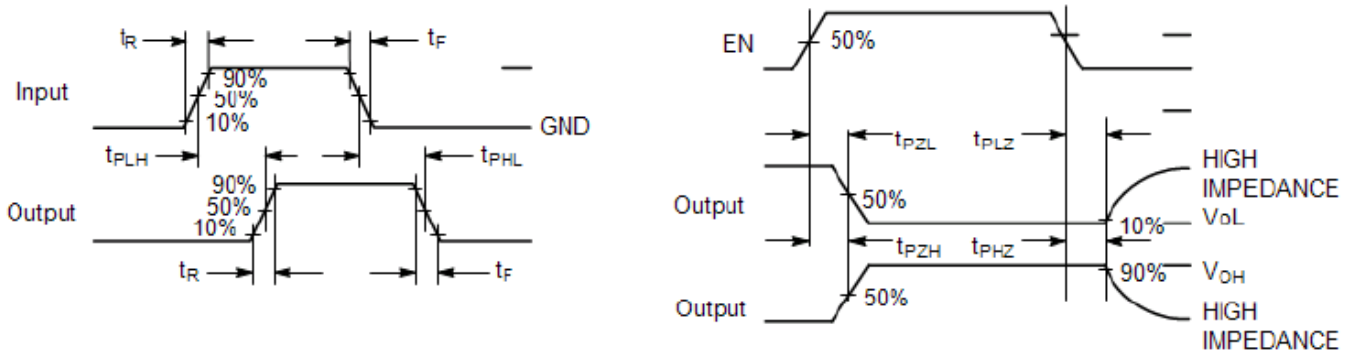 tR
tF
Input
90%
50%
10%
GND
tPLH
tPHL
Output
90%
50%
10%
tR
tF
EN
50%
tPZL
tPLZ
HIGH
IMPEDANCE
Output
50%
10%
VOL
tPZH
tPHZ
90%
VOH
Output
50%
HIGH
IMPEDANCE